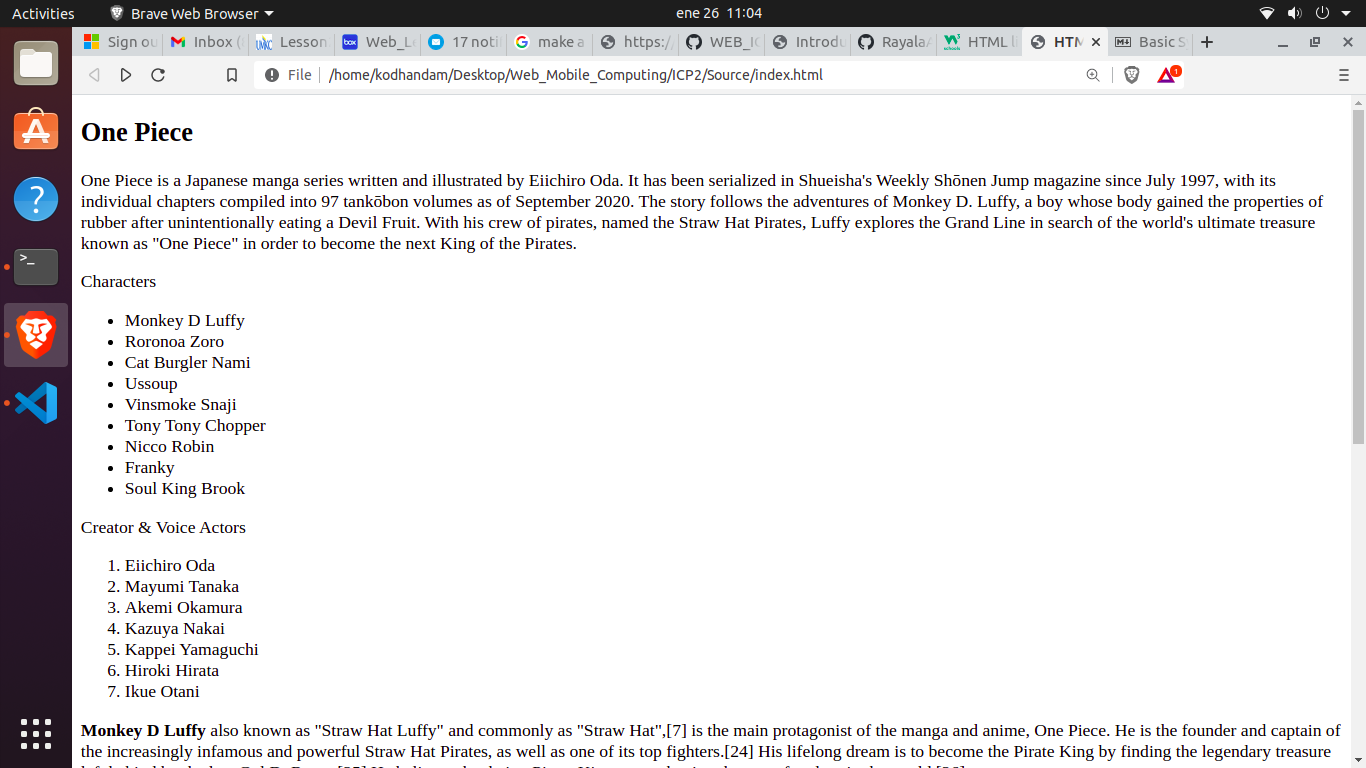 Activities Brave Web Browser ene 26 11:04
Sign ou Inbox ( Lesson Web_Le 17 notif make a https:/ WEB_IC Introdu RayalaA HTML li HTM Basic S
File /home/kodhandam/Desktop/Web_Mobile_Computing/ICP2/Source/index.html 1
One Piece
One Piece is a Japanese manga series written and illustrated by Eiichiro Oda. It has been serialized in Shueisha's Weekly Shōnen Jump magazine since July 1997, with its
individual chapters compiled into 97 tankōbon volumes as of September 2020. The story follows the adventures of Monkey D. Luffy, a boy whose body gained the properties of
rubber after unintentionally eating a Devil Fruit. With his crew of pirates, named the Straw Hat Pirates, Luffy explores the Grand Line in search of the world's ultimate treasure
known as "One Piece" in order to become the next King of the Pirates.
Characters
• Monkey D Luffy
• Roronoa Zoro
• Cat Burgler Nami
• Ussoup
• Vinsmoke Snaji
• Tony Tony Chopper
• Nicco Robin
• Franky
• Soul King Brook
Creator & Voice Actors
1. Eiichiro Oda
2. Mayumi Tanaka
3. Akemi Okamura
4. Kazuya Nakai
5. Kappei Yamaguchi
6. Hiroki Hirata
7. Ikue Otani
Monkey D Luffy also known as "Straw Hat Luffy" and commonly as "Straw Hat",[7] is the main protagonist of the manga and anime, One Piece. He is the founder and captain of
the increasingly infamous and powerful Straw Hat Pirates, as well as one of its top fighters.[24] His lifelong dream is to become the Pirate King by finding the legendary treasure